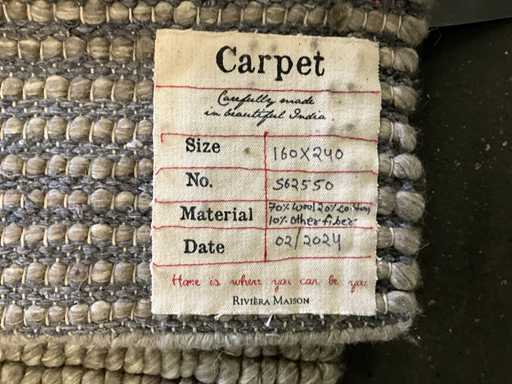 Carpet
Carefully made
in beautiful India
Size 160X240
No. 562550
Material 70% Wool 20% Cotton,
10% other fiber
Date 02/2024
Home is where you can be you
RIVIÈRA MAISON